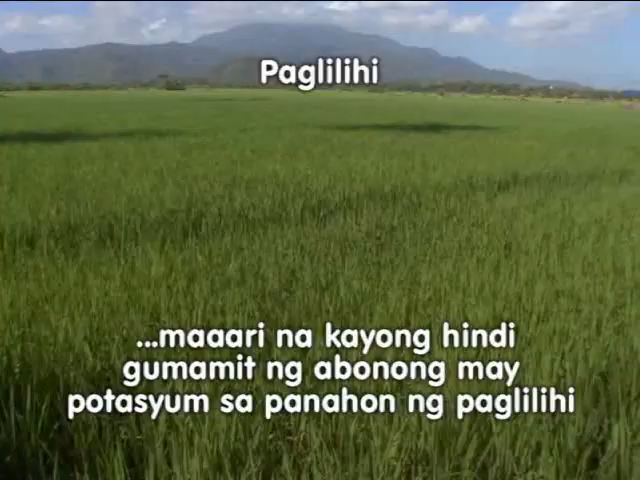 Paglilihi
...maaari na kayong hindi
gumamit ng abonong may
potasyum sa panahon ng paglilihi